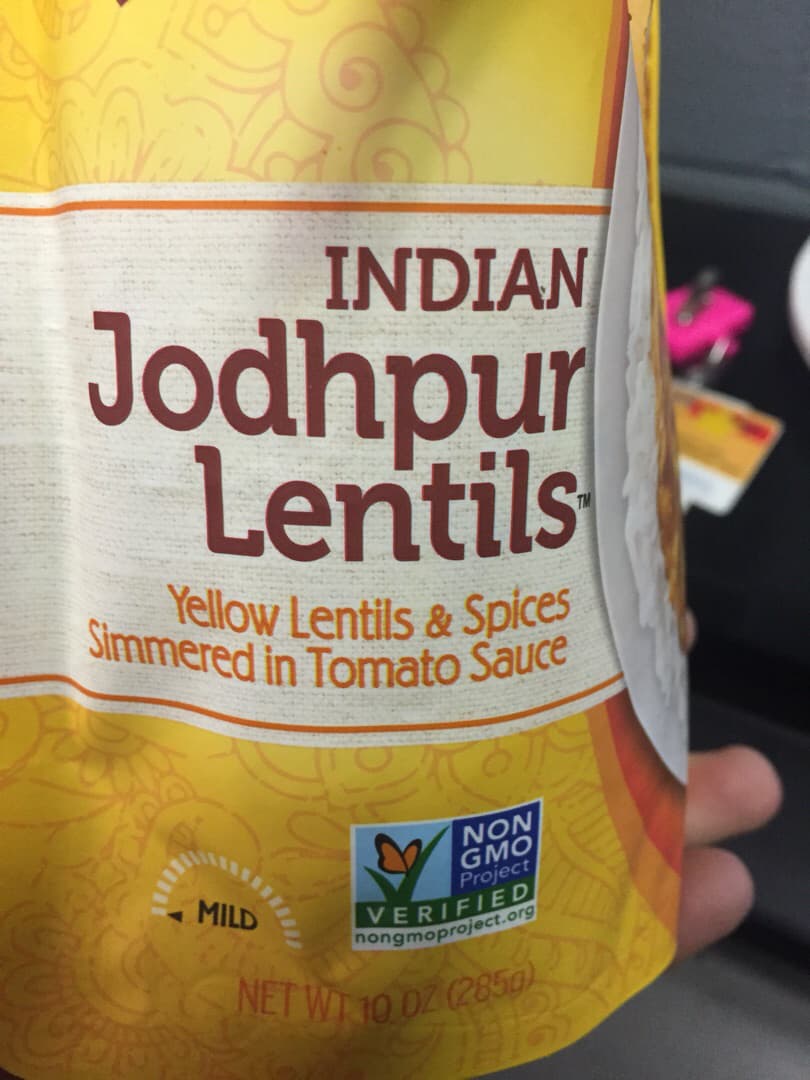 INDIAN
Jodhpur
Lentils™
Yellow Lentils & Spices
Simmered in Tomato Sauce
MILD
NON
GMO
Project
VERIFIED
nongmoproject.org
NET WT 10 OZ (285g)